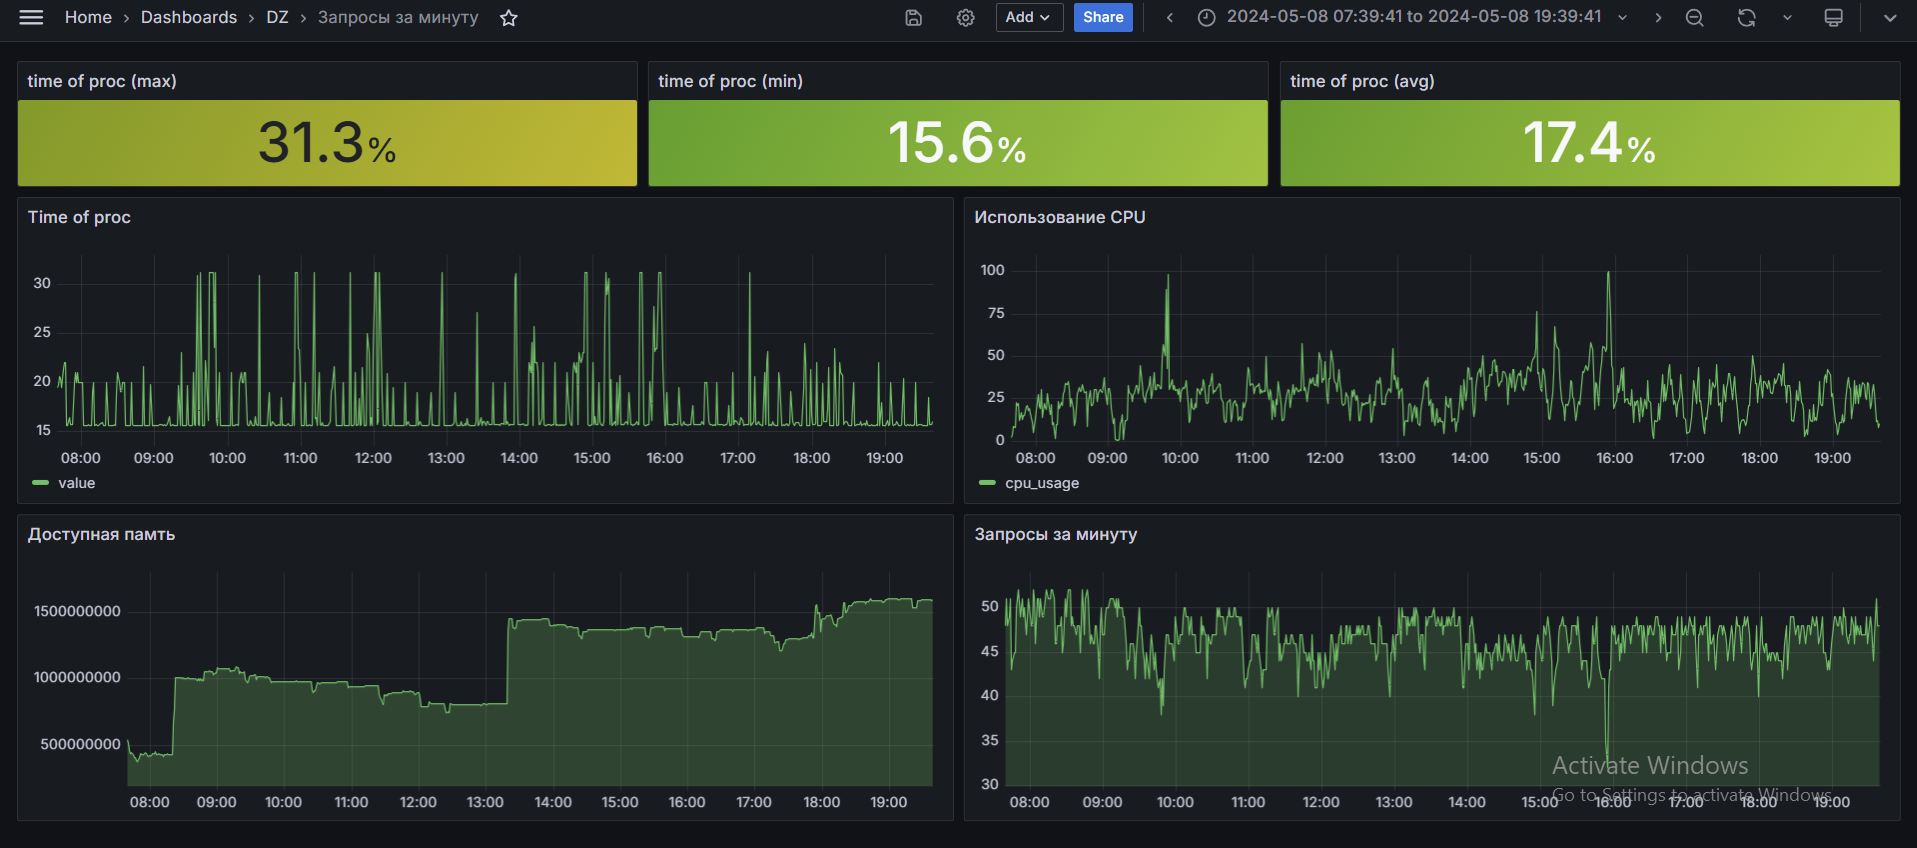 Home › Dashboards › DZ › Запросы за минуту
Add
Share
2024-05-08 07:39:41 to 2024-05-08 19:39:41
time of proc (max)
31.3%
time of proc (min)
15.6%
time of proc (avg)
17.4%
Time of proc
30
25
20
15
08:00 09:00 10:00 11:00 12:00 13:00 14:00 15:00 16:00 17:00 18:00 19:00
value
Использование CPU
100
75
50
25
0
08:00 09:00 10:00 11:00 12:00 13:00 14:00 15:00 16:00 17:00 18:00 19:00
cpu_usage
Доступная памть
1500000000
1000000000
500000000
08:00 09:00 10:00 11:00 12:00 13:00 14:00 15:00 16:00 17:00 18:00 19:00
Запросы за минуту
50
45
40
35
30
08:00 09:00 10:00 11:00 12:00 13:00 14:00 15:00 16:00 17:00 18:00 19:00
Activate Windows
Go to Settings to activate Windows.